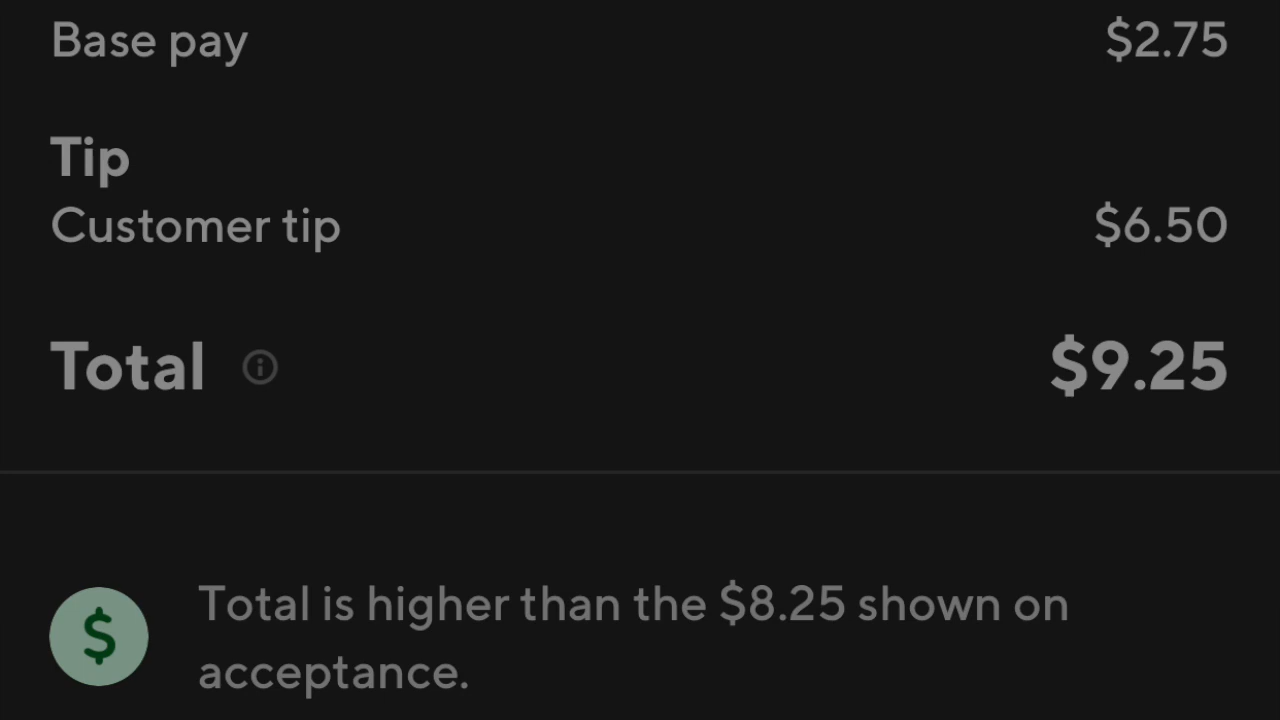 Base pay $2.75
Tip
Customer tip $6.50
Total $9.25
$ Total is higher than the $8.25 shown on
acceptance.